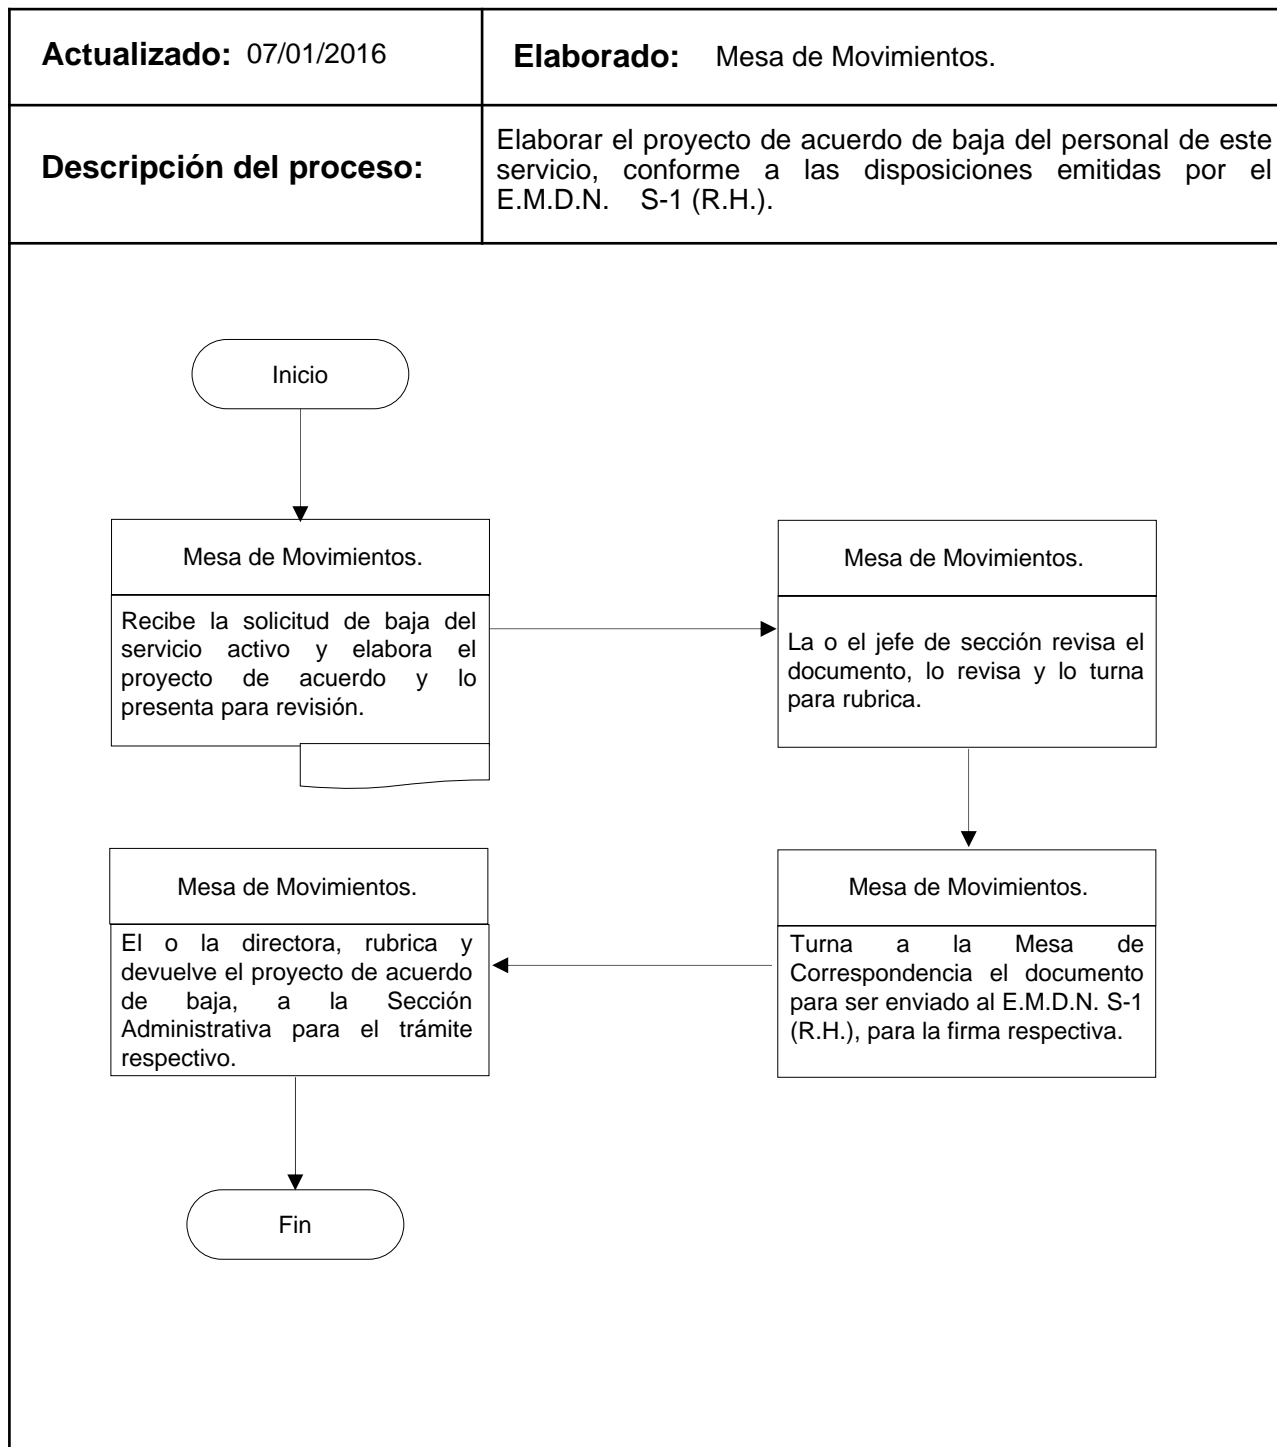 Actualizado: 07/01/2016
Elaborado: Mesa de Movimientos.
Descripción del proceso:
Elaborar el proyecto de acuerdo de baja del personal de este
servicio, conforme a las disposiciones emitidas por el
E.M.D.N. S-1 (R.H.).
Inicio
Mesa de Movimientos.
Recibe la solicitud de baja del
servicio activo y elabora el
proyecto de acuerdo y lo
presenta para revisión.
Mesa de Movimientos.
La o el jefe de sección revisa el
documento, lo revisa y lo turna
para rubrica.
Mesa de Movimientos.
Turna a la Mesa de
Correspondencia el documento
para ser enviado al E.M.D.N. S-1
(R.H.), para la firma respectiva.
Mesa de Movimientos.
El o la directora, rubrica y
devuelve el proyecto de acuerdo
de baja, a la Sección
Administrativa para el trámite
respectivo.
Fin